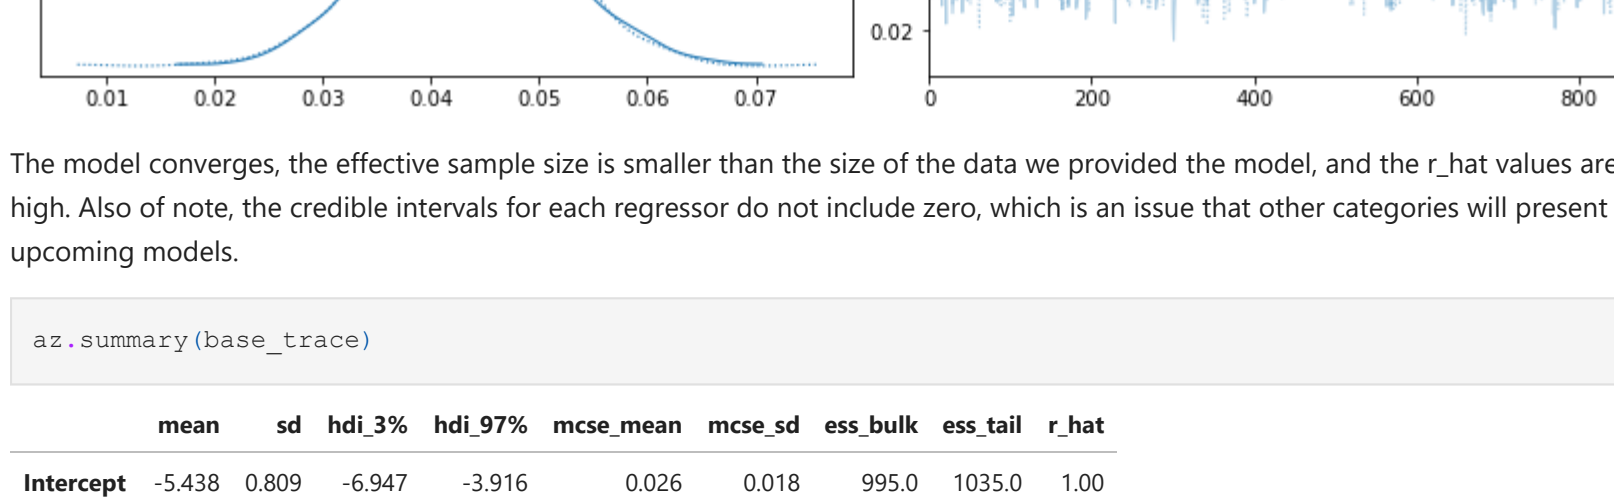 0.02
0.01 0.02 0.03 0.04 0.05 0.06 0.07 0 200 400 600 800
The model converges, the effective sample size is smaller than the size of the data we provided the model, and the r_hat values are
high. Also of note, the credible intervals for each regressor do not include zero, which is an issue that other categories will present
upcoming models.
az.summary(base_trace)
mean sd hdi_3% hdi_97% mcse_mean mcse_sd ess_bulk ess_tail r_hat
Intercept -5.438 0.809 -6.947 -3.916 0.026 0.018 995.0 1035.0 1.00